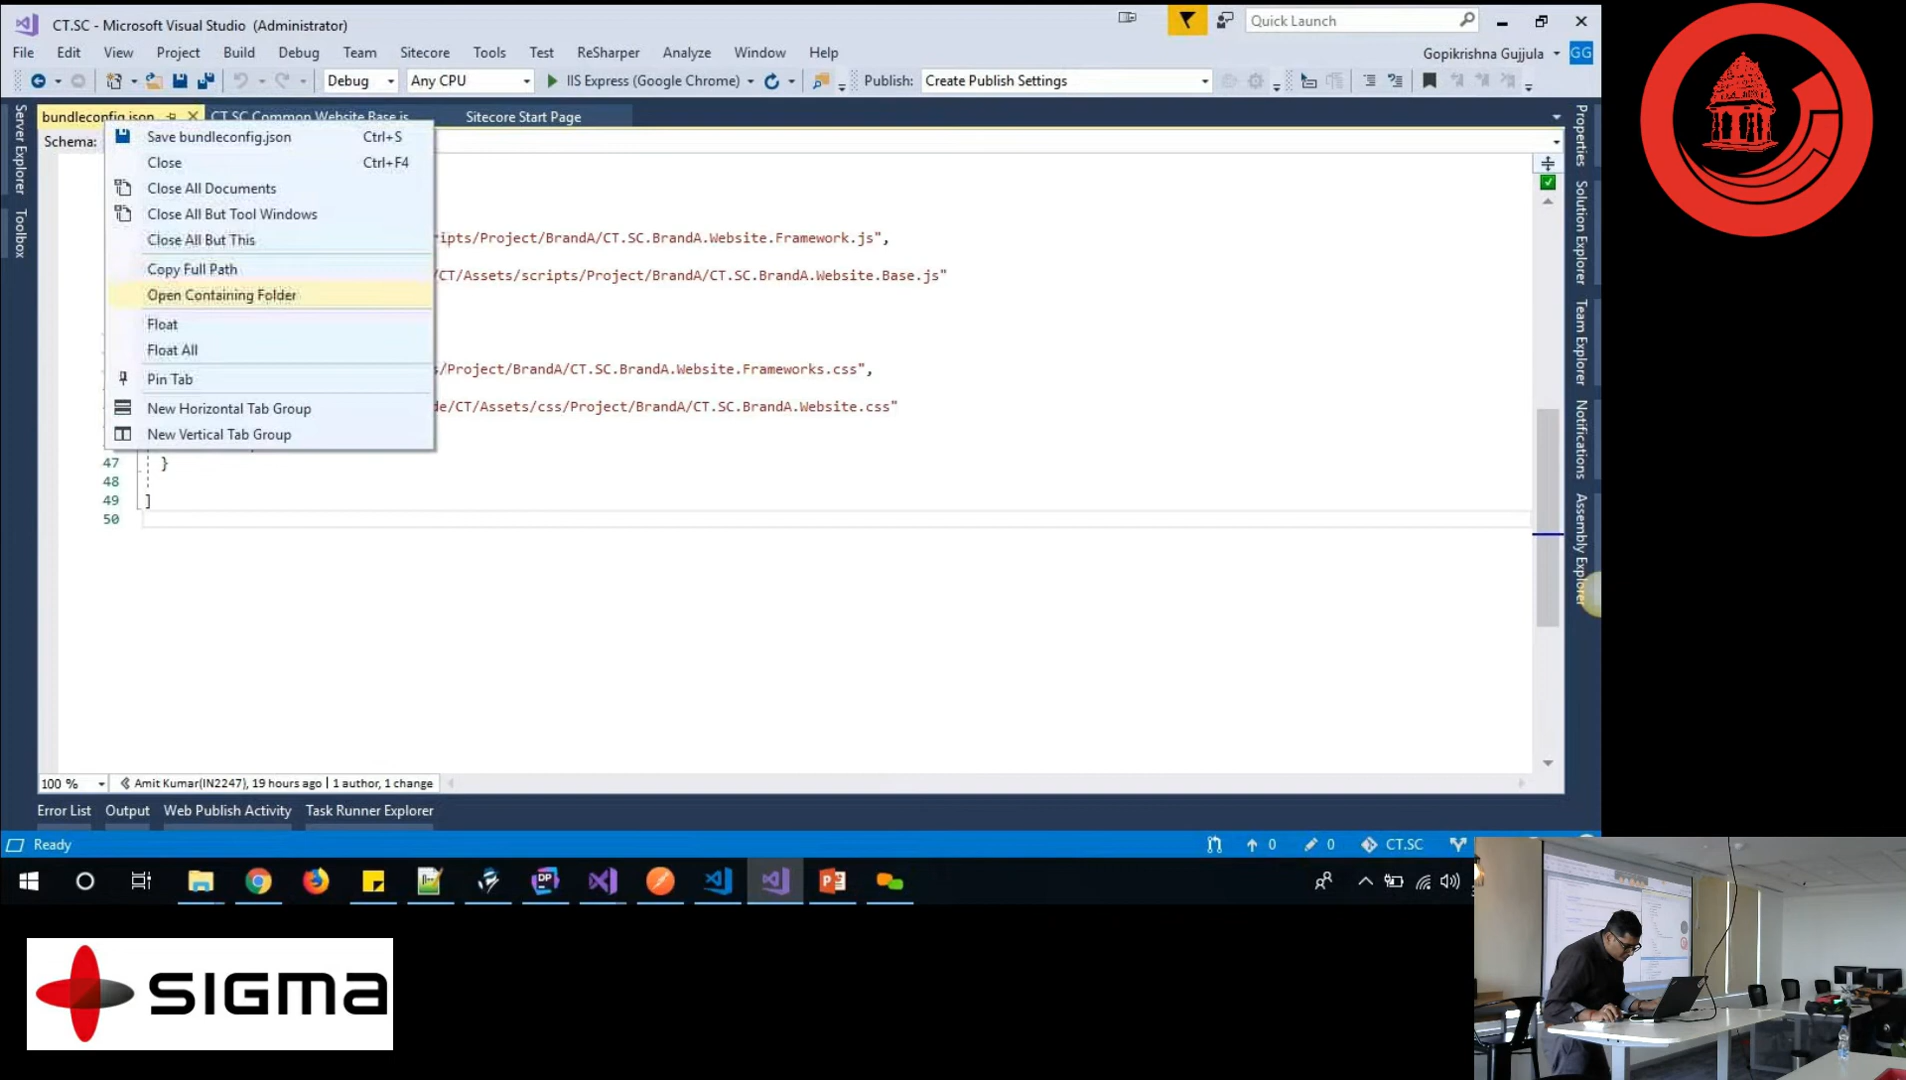 CT.SC - Microsoft Visual Studio (Administrator)
Quick Launch
File Edit View Project Build Debug Team Sitecore Tools Test ReSharper Analyze Window Help
Gopikrishna Gujjula GG
Debug Any CPU IIS Express (Google Chrome) Publish: Create Publish Settings
bundleconfig.json CT.SC.Common.Website.Base.js Sitecore Start Page
Schema:
Server Explorer
Toolbox
Save bundleconfig.json Ctrl+S
Close Ctrl+F4
Close All Documents
Close All But Tool Windows
Close All But This
Copy Full Path
Open Containing Folder
Float
Float All
Pin Tab
New Horizontal Tab Group
New Vertical Tab Group
ipts/Project/BrandA/CT.SC.BrandA.Website.Framework.js",
/CT/Assets/scripts/Project/BrandA/CT.SC.BrandA.Website.Base.js"
s/Project/BrandA/CT.SC.BrandA.Website.Frameworks.css",
de/CT/Assets/css/Project/BrandA/CT.SC.BrandA.Website.css"
47 }
48
49 ]
50
Properties
Solution Explorer
Team Explorer
Notifications
Assembly Explorer
100 % Amit Kumar(IN2247), 19 hours ago | 1 author, 1 change
Error List Output Web Publish Activity Task Runner Explorer
Ready 0 0 CT.SC
SIGMA